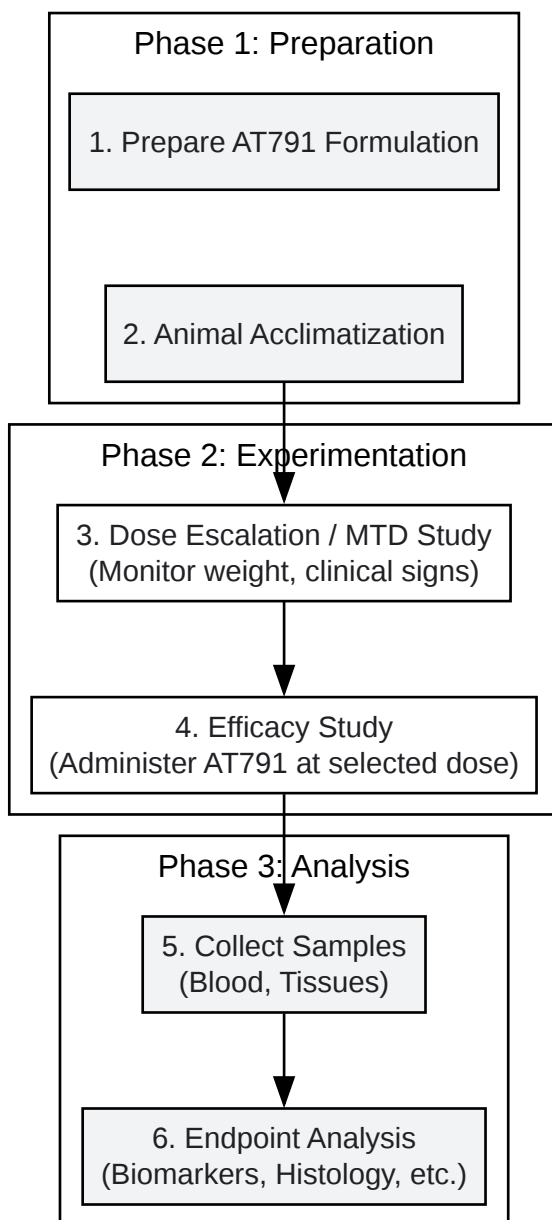 Phase 1: Preparation
1. Prepare AT791 Formulation
2. Animal Acclimatization
Phase 2: Experimentation
3. Dose Escalation / MTD Study
(Monitor weight, clinical signs)
4. Efficacy Study
(Administer AT791 at selected dose)
Phase 3: Analysis
5. Collect Samples
(Blood, Tissues)
6. Endpoint Analysis
(Biomarkers, Histology, etc.)